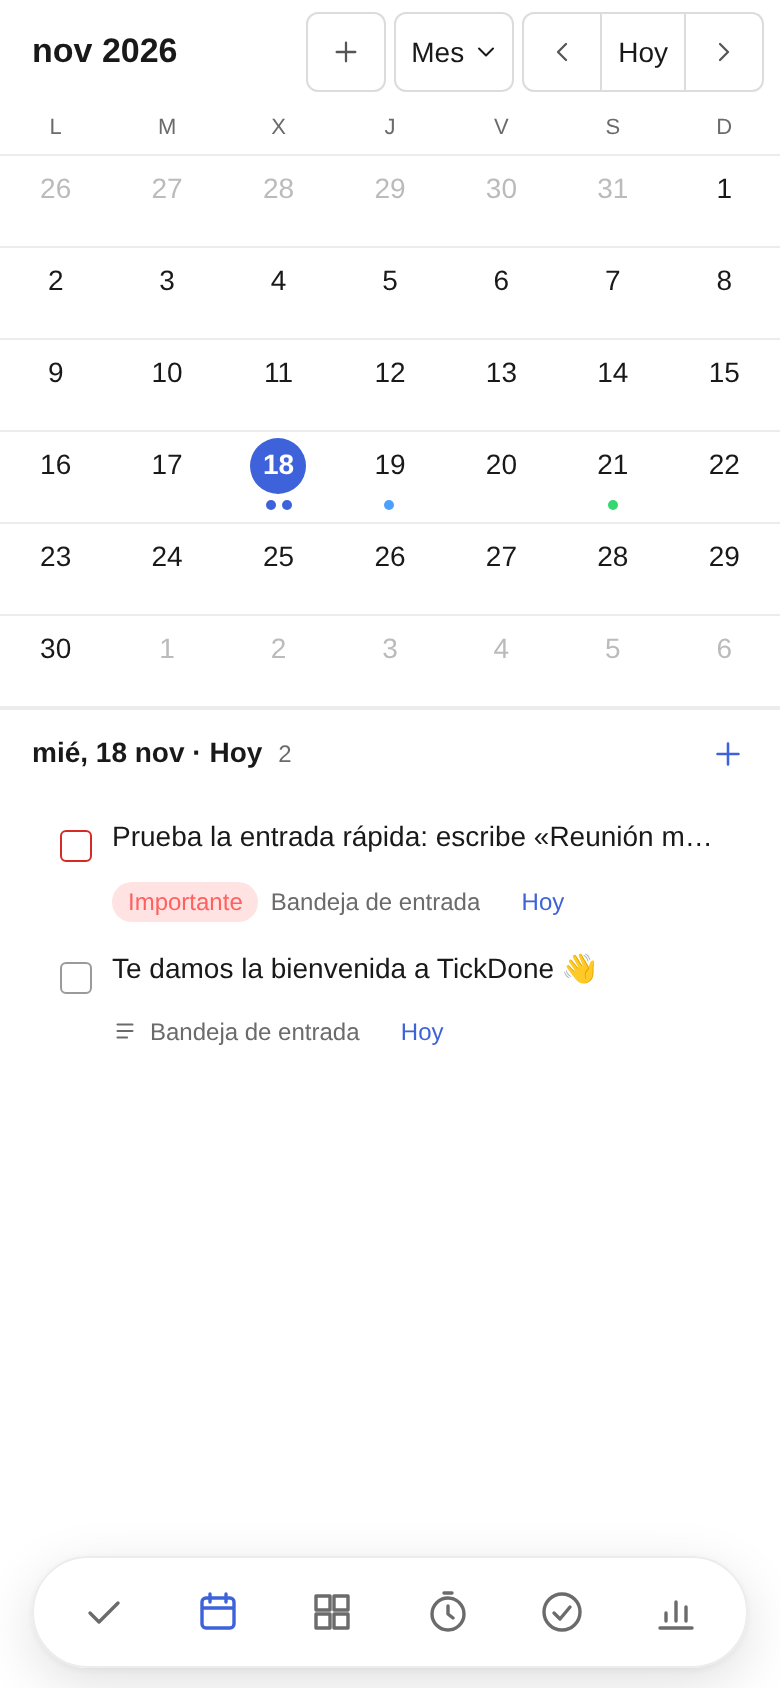 nov 2026 Mes Hoy
L M X J V S D
26 27 28 29 30 31 1
2 3 4 5 6 7 8
9 10 11 12 13 14 15
16 17 18 19 20 21 22
23 24 25 26 27 28 29
30 1 2 3 4 5 6
mié, 18 nov · Hoy 2
Prueba la entrada rápida: escribe «Reunión m…
Importante Bandeja de entrada Hoy
Te damos la bienvenida a TickDone 👋
Bandeja de entrada Hoy